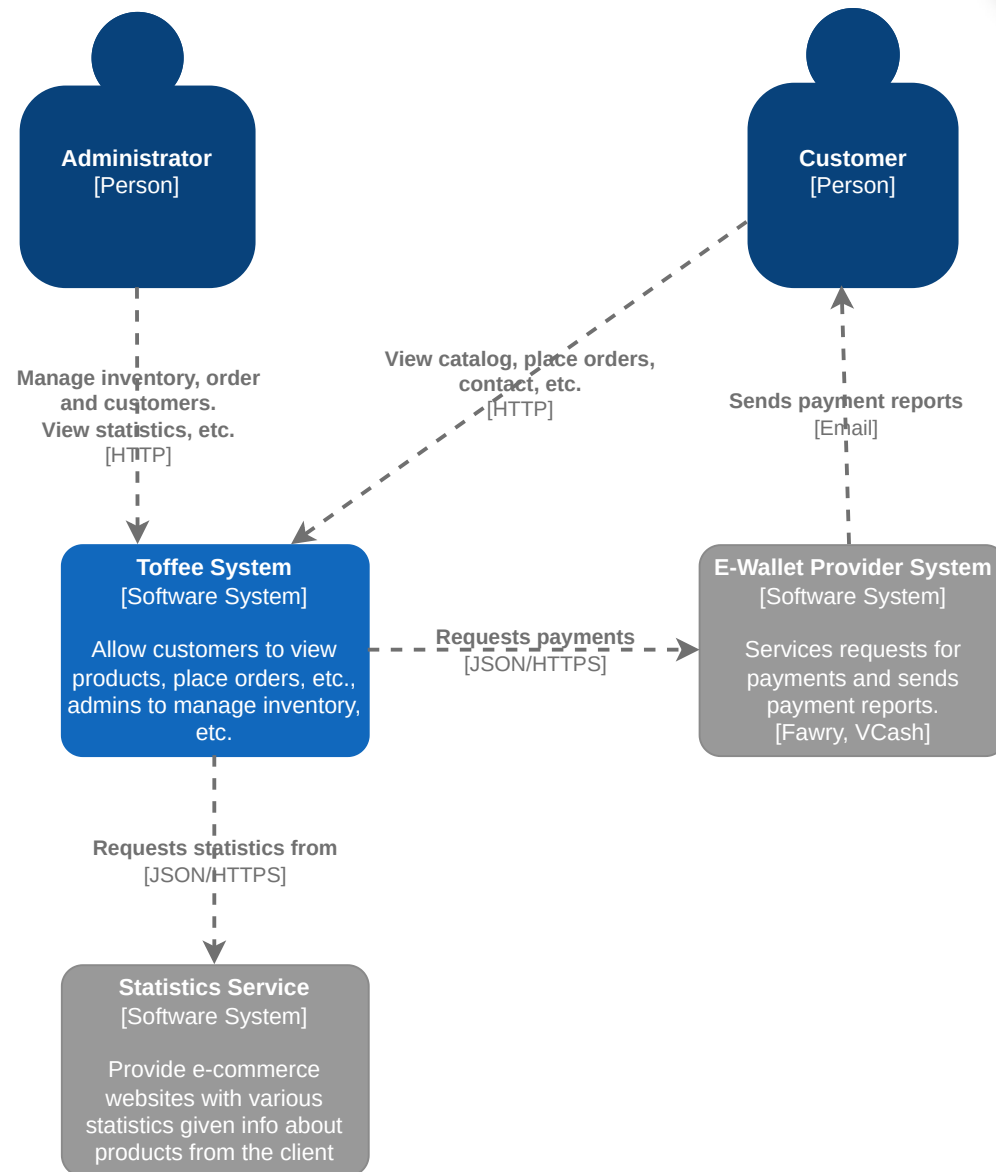 Administrator
[Person]
Customer
[Person]
Manage inventory, order
and customers.
View statistics, etc.
[HTTP]
View catalog, place orders,
contact, etc.
[HTTP]
Sends payment reports
[Email]
Toffee System
[Software System]
Allow customers to view
products, place orders, etc.,
admins to manage inventory,
etc.
Requests payments
[JSON/HTTPS]
E-Wallet Provider System
[Software System]
Services requests for
payments and sends
payment reports.
[Fawry, VCash]
Requests statistics from
[JSON/HTTPS]
Statistics Service
[Software System]
Provide e-commerce
websites with various
statistics given info about
products from the client